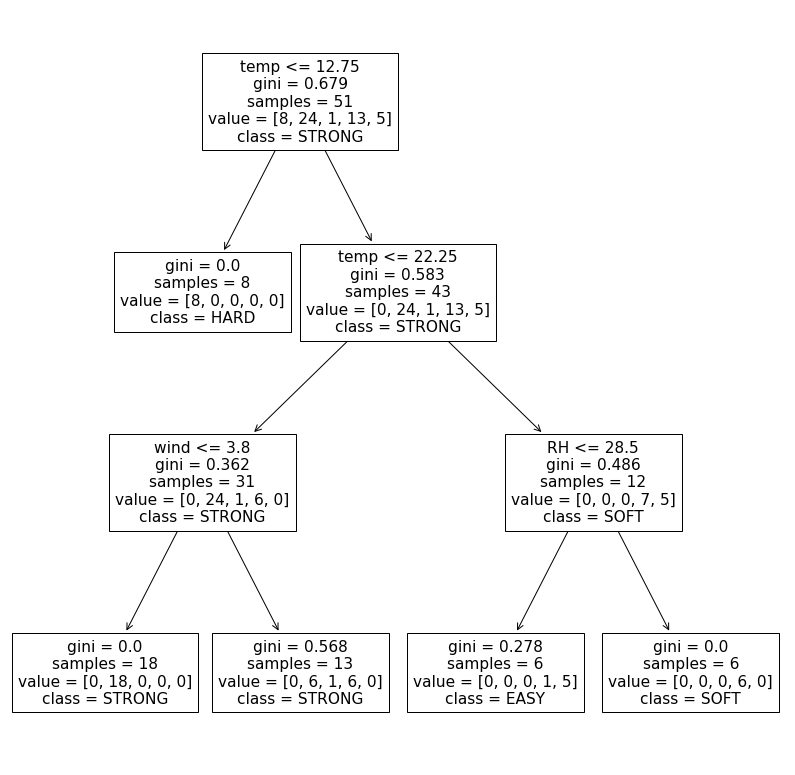 temp <= 12.75
gini = 0.679
samples = 51
value = [8, 24, 1, 13, 5]
class = STRONG
gini = 0.0
samples = 8
value = [8, 0, 0, 0, 0]
class = HARD
temp <= 22.25
gini = 0.583
samples = 43
value = [0, 24, 1, 13, 5]
class = STRONG
wind <= 3.8
gini = 0.362
samples = 31
value = [0, 24, 1, 6, 0]
class = STRONG
RH <= 28.5
gini = 0.486
samples = 12
value = [0, 0, 0, 7, 5]
class = SOFT
gini = 0.0
samples = 18
value = [0, 18, 0, 0, 0]
class = STRONG
gini = 0.568
samples = 13
value = [0, 6, 1, 6, 0]
class = STRONG
gini = 0.278
samples = 6
value = [0, 0, 0, 1, 5]
class = EASY
gini = 0.0
samples = 6
value = [0, 0, 0, 6, 0]
class = SOFT